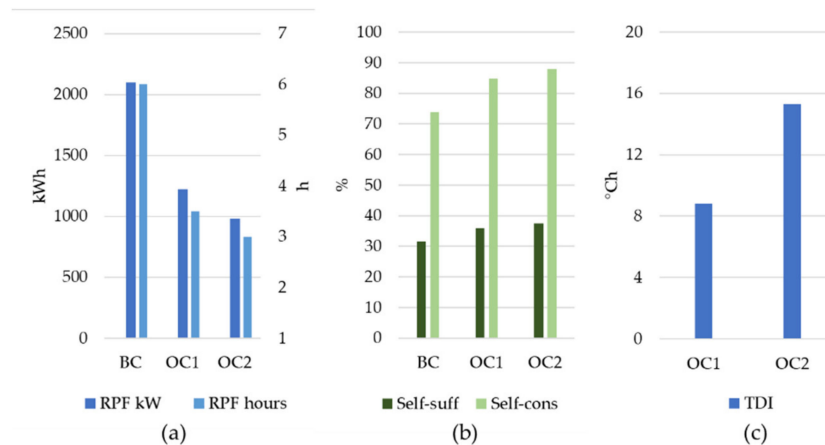 2500
2000
1500
1000
500
0
kWh
7
6
5
4
3
2
1
h
BC OC1 OC2
RPF kW RPF hours
(a)
100
90
80
70
60
50
40
30
20
10
0
%
BC OC1 OC2
Self-suff Self-cons
(b)
20
16
12
8
4
0
°Ch
OC1 OC2
TDI
(c)